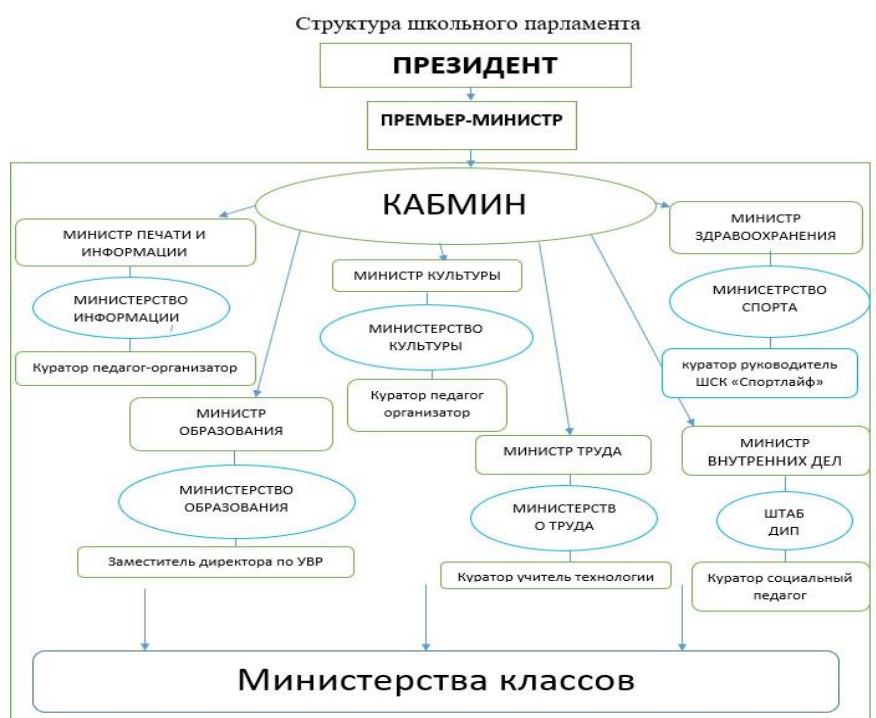 Структура школьного парламента
ПРЕЗИДЕНТ
ПРЕМЬЕР-МИНИСТР
КАБМИН
МИНИСТР ПЕЧАТИ И
ИНФОРМАЦИИ
МИНИСТЕРСТВО
ИНФОРМАЦИИ
Куратор педагог-организатор
МИНИСТР
ОБРАЗОВАНИЯ
МИНИСТЕРСТВО
ОБРАЗОВАНИЯ
Заместитель директора по УВР
МИНИСТР КУЛЬТУРЫ
МИНИСТЕРСТВО
КУЛЬТУРЫ
Куратор педагог
организатор
МИНИСТР ТРУДА
МИНИСТЕРСТВ
О ТРУДА
Куратор учитель технологии
МИНИСТР
ЗДРАВООХРАНЕНИЯ
МИНИСЕТРСТВО
СПОРТА
куратор руководитель
ШСК «Спортлайф»
МИНИСТР
ВНУТРЕННИХ ДЕЛ
ШТАБ
ДИП
Куратор социальный
педагог
Министерства классов